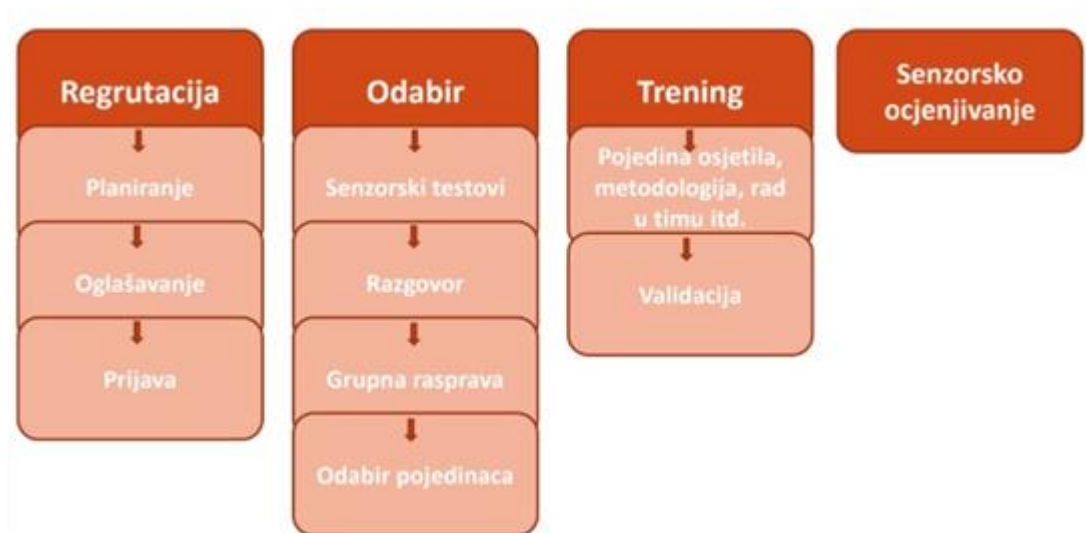 Regrutacija
Planiranje
Oglašavanje
Prijava
Odabir
Senzorski testovi
Razgovor
Grupna rasprava
Odabir pojedinaca
Trening
Pojedina osjetila,
metodologija, rad
u timu itd.
Validacija
Senzorsko
ocjenjivanje